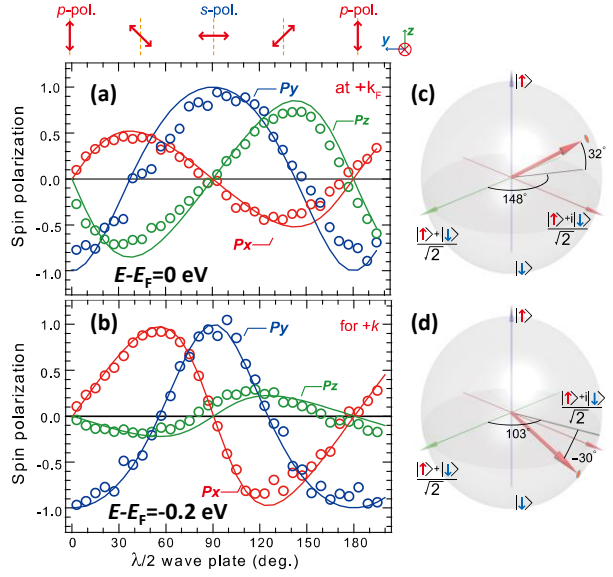 p-pol.
s-pol.
p-pol.
y
z
(a)
Py
at +kF
Pz
Px
E-EF=0 eV
Spin polarization
1.0
0.5
0.0
-0.5
-1.0
(b)
Py
for +k
Pz
Px
E-EF=-0.2 eV
Spin polarization
1.0
0.5
0.0
-0.5
-1.0
0
30
60
90
120
150
180
λ/2 wave plate (deg.)
(c)
|↑>
32°
148°
|↑>+|↓>
√2
|↑>+i|↓>
√2
|↓>
(d)
|↑>
|↑>+i|↓>
√2
103°
-30°
|↑>+|↓>
√2
|↓>